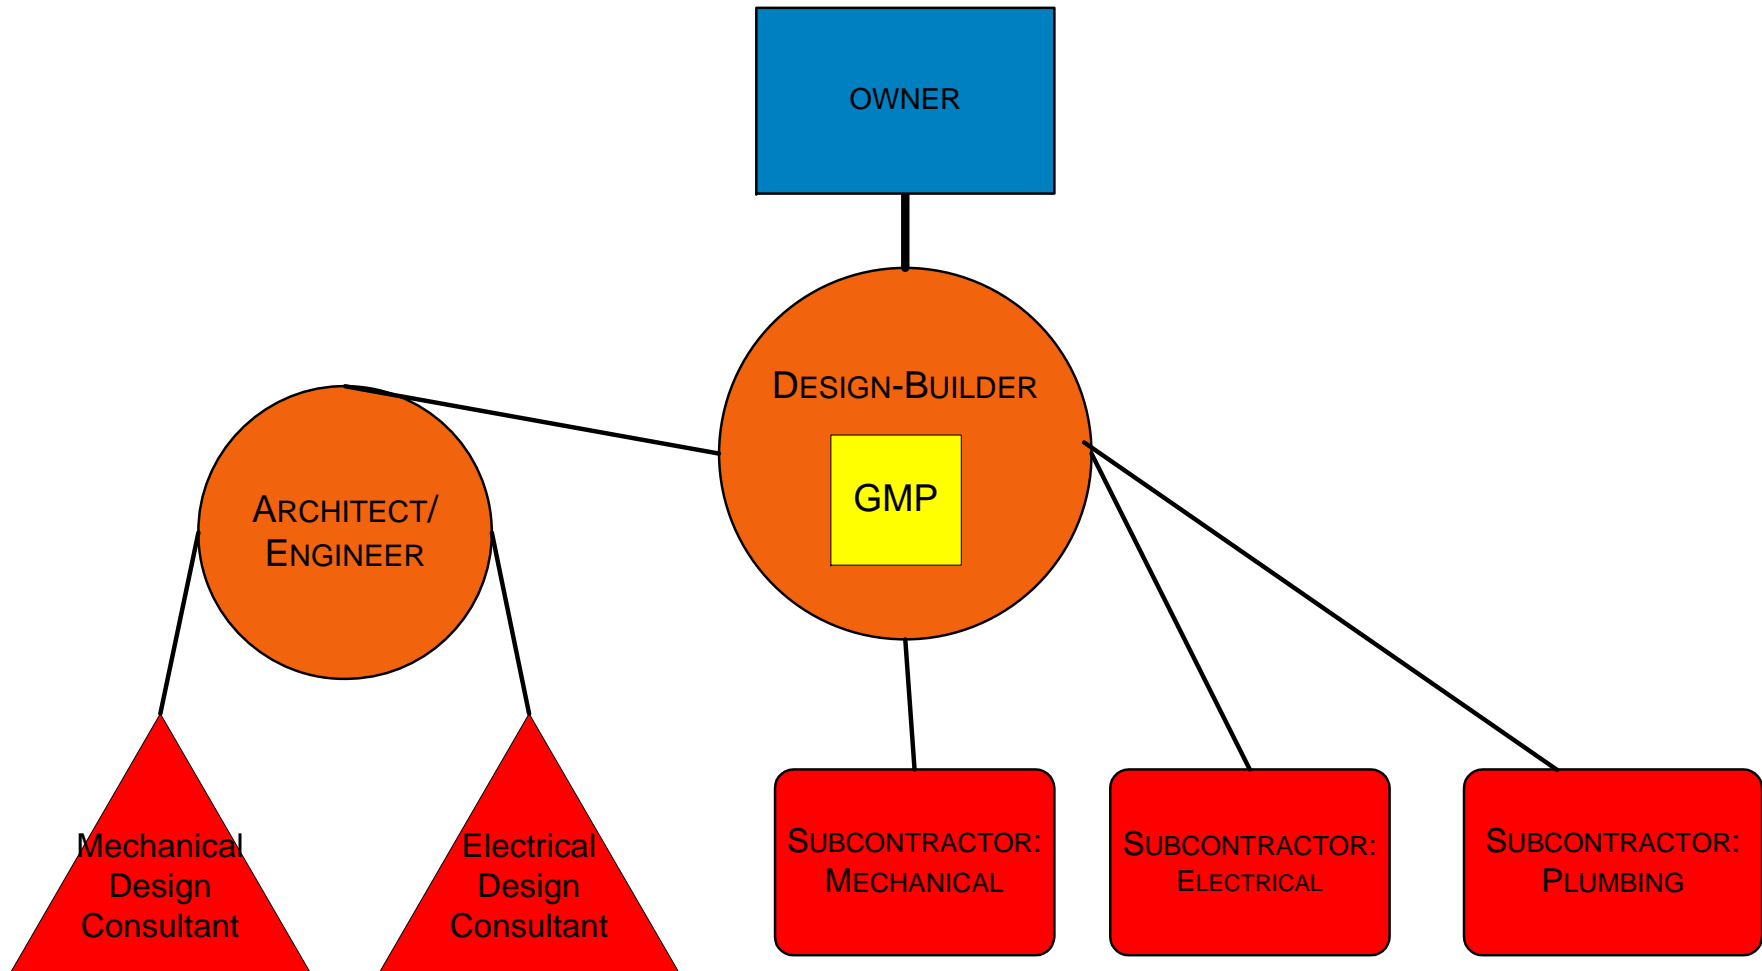 OWNER
DESIGN-BUILDER
GMP
ARCHITECT/
ENGINEER
Mechanical
Design
Consultant
Electrical
Design
Consultant
SUBCONTRACTOR:
MECHANICAL
SUBCONTRACTOR:
ELECTRICAL
SUBCONTRACTOR:
PLUMBING